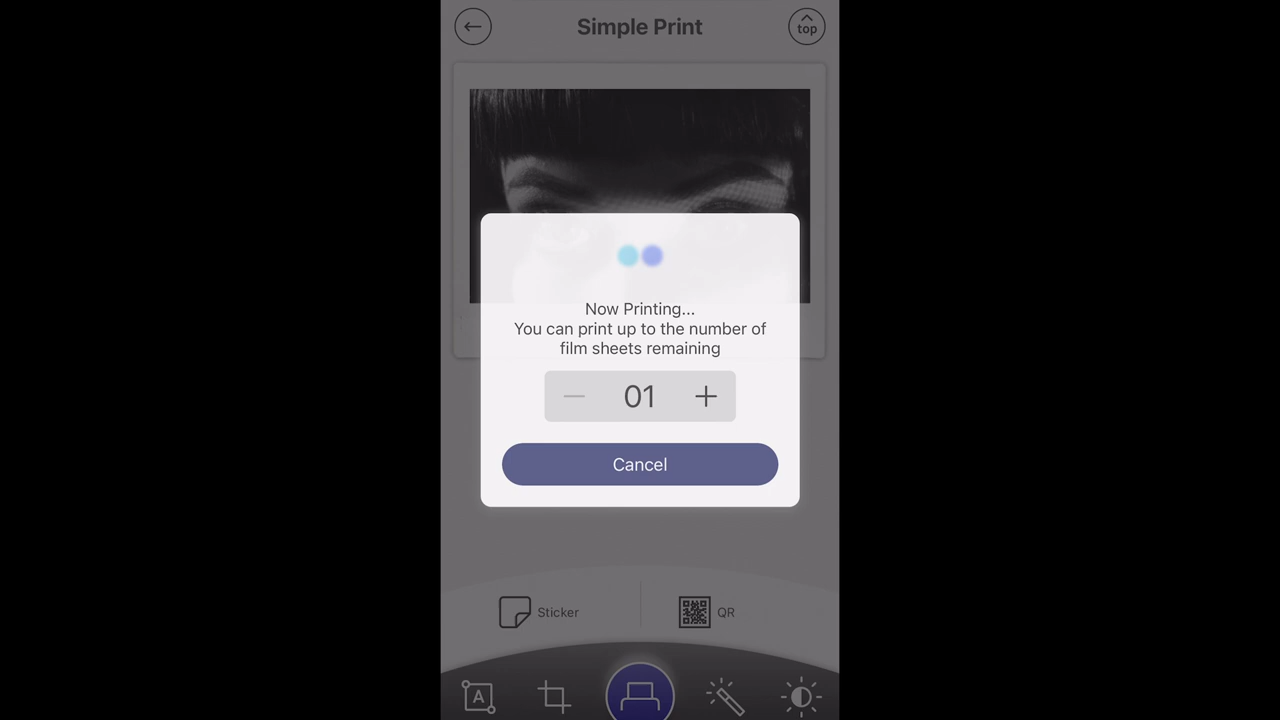 Simple Print
top
Now Printing...
You can print up to the number of
film sheets remaining
01
Cancel
Sticker
QR
A